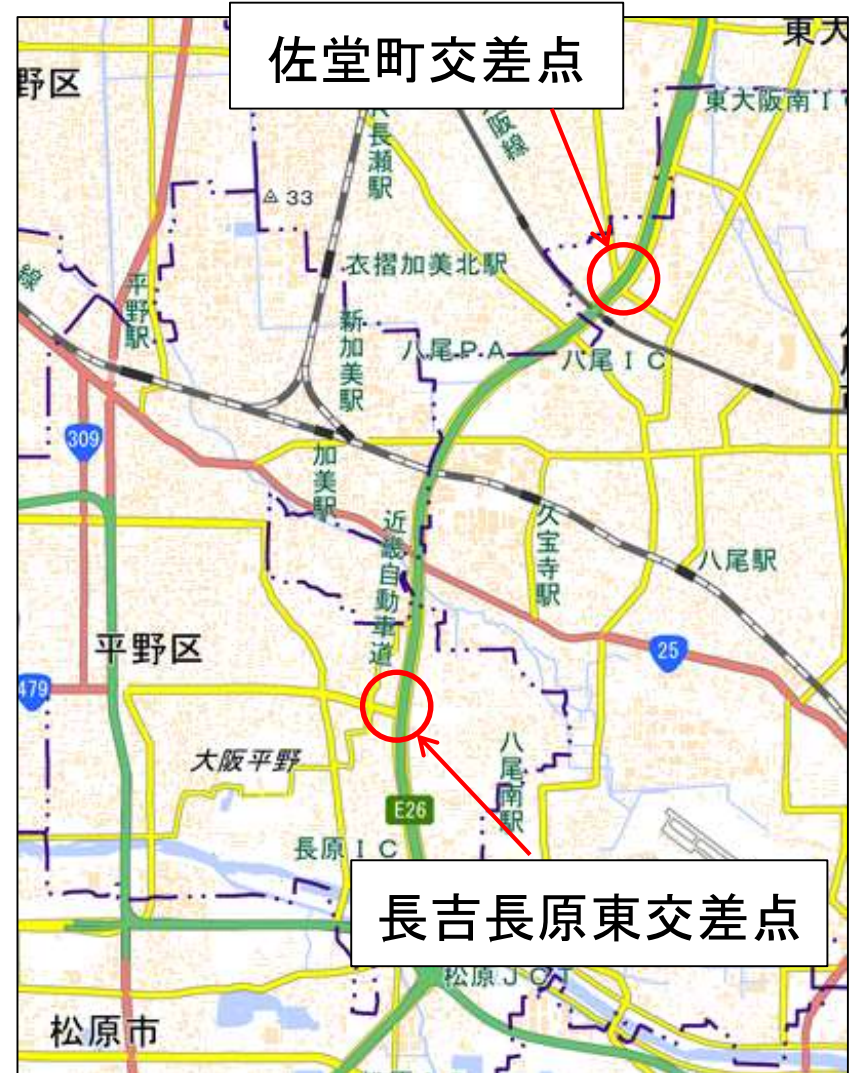 佐堂町交差点
東大
野区
東大阪南Ｉ
阪線
長瀬駅
33
衣摺加美北駅
線
平野駅
新加美駅
八尾ＰＡ
八尾ＩＣ
309
加美駅
近畿自動車道
久宝寺駅
八尾駅
平野区
25
479
大阪平野
八尾南駅
E26
長原ＩＣ
長吉長原東交差点
松原ＪＣＴ
松原市